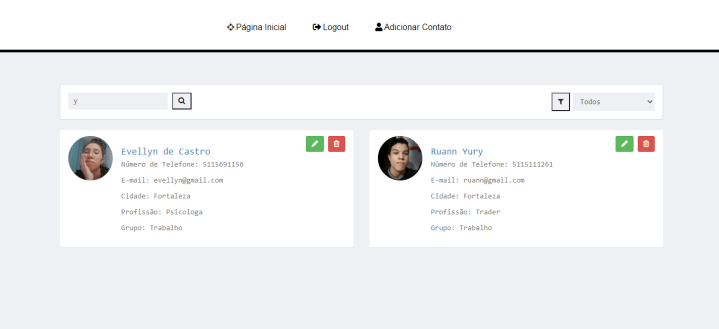 Página Inicial Logout Adicionar Contato
y Todos
Evellyn de Castro
Número de Telefone: 5115691156
E-mail: evellyn@gmail.com
Cidade: Fortaleza
Profissão: Psicologa
Grupo: Trabalho
Ruann Yury
Número de Telefone: 5115111261
E-mail: ruann@gmail.com
Cidade: Fortaleza
Profissão: Trader
Grupo: Trabalho